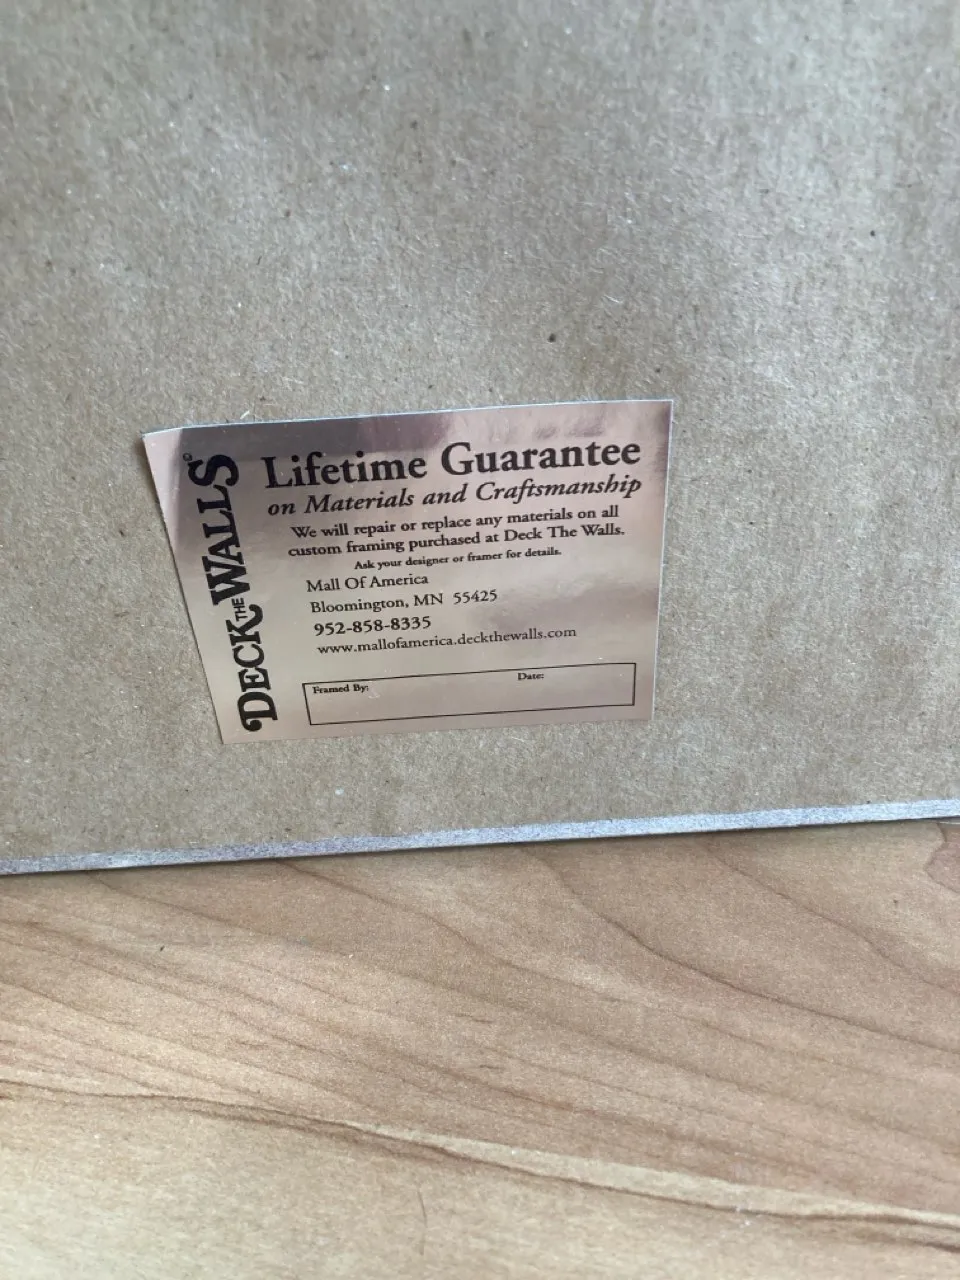 DECK THE WALLS®
Lifetime Guarantee
on Materials and Craftsmanship
We will repair or replace any materials on all
custom framing purchased at Deck The Walls.
Ask your designer or framer for details.
Mall Of America
Bloomington, MN 55425
952-858-8335
www.mallofamerica.deckthewalls.com
Framed By: Date: